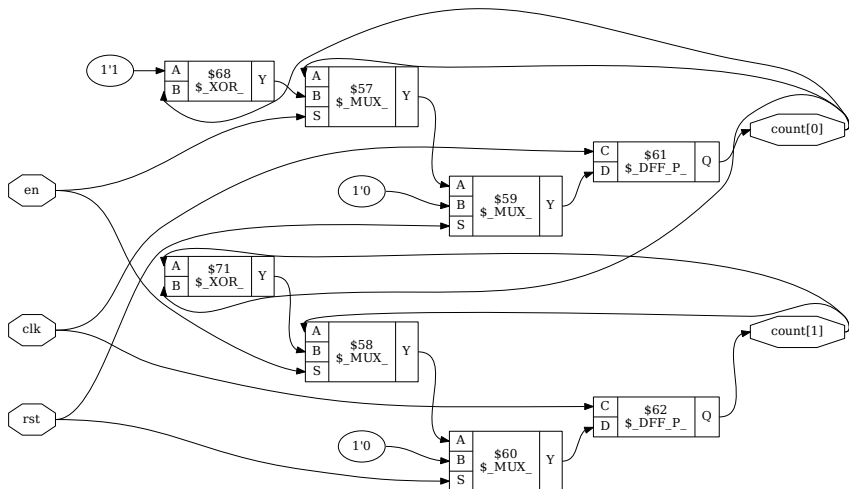 1'1
A
B
$68
$_XOR_
Y
A
B
S
$57
$_MUX_
Y
count[0]
C
D
$61
$_DFF_P_
Q
en
1'0
A
B
S
$59
$_MUX_
Y
A
B
$71
$_XOR_
Y
clk
A
B
S
$58
$_MUX_
Y
count[1]
rst
C
D
$62
$_DFF_P_
Q
1'0
A
B
S
$60
$_MUX_
Y